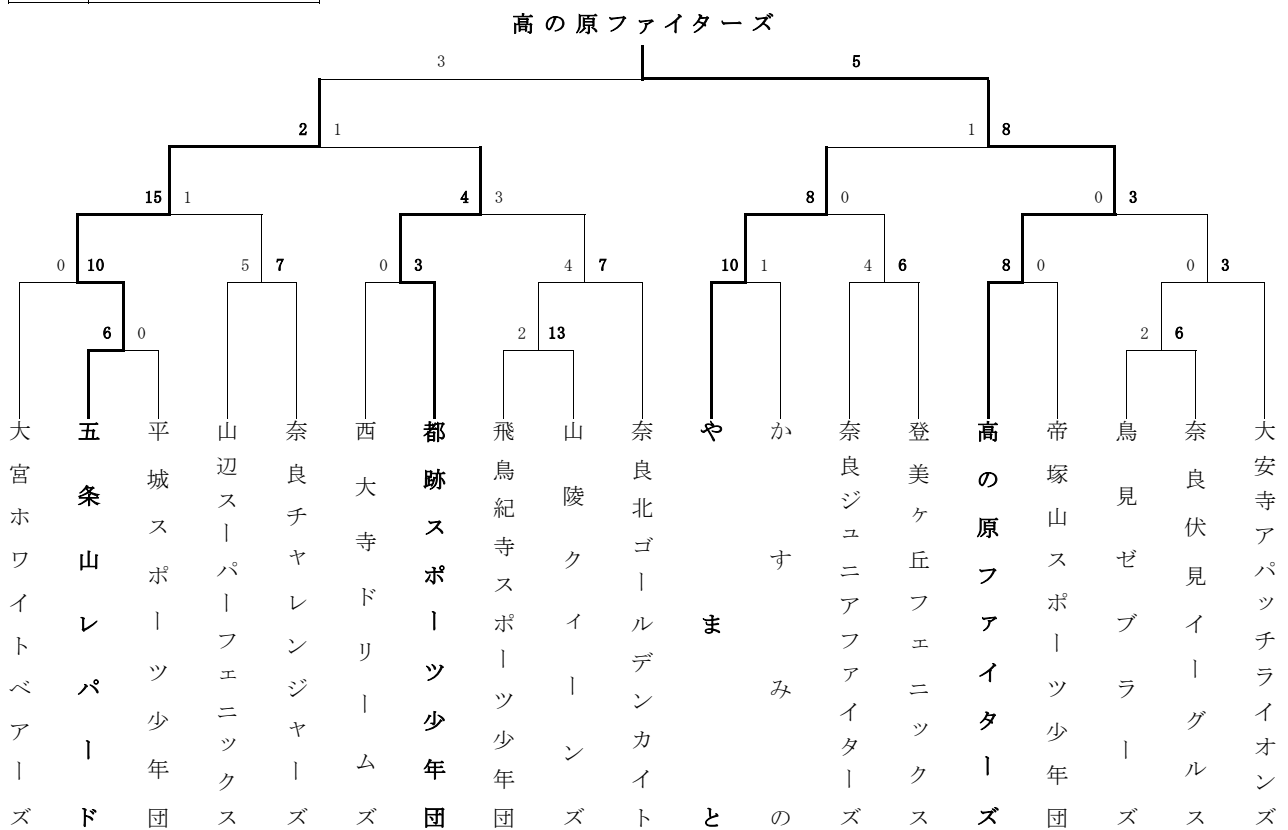 高の原ファイターズ
3 5
2 1 1 8
15 1 4 3 8 0 0 3
0 10 5 7 0 3 4 7 10 1 4 6 8 0 0 3
6 0 2 13 2 6
大宮ホワイトベアーズ
五条山レパード
平城スポーツ少年団
山辺スーパーフェニックス
奈良チャレンジャーズ
西大寺ドリームズ
都跡スポーツ少年団
飛鳥紀寺スポーツ少年団
山陵クィーンズ
奈良北ゴールデンカイト
やまと
かすみの
奈良ジュニアファイターズ
登美ヶ丘フェニックス
高の原ファイターズ
帝塚山スポーツ少年団
鳥見ゼブラーズ
奈良伏見イーグルス
大安寺アパッチライオンズ